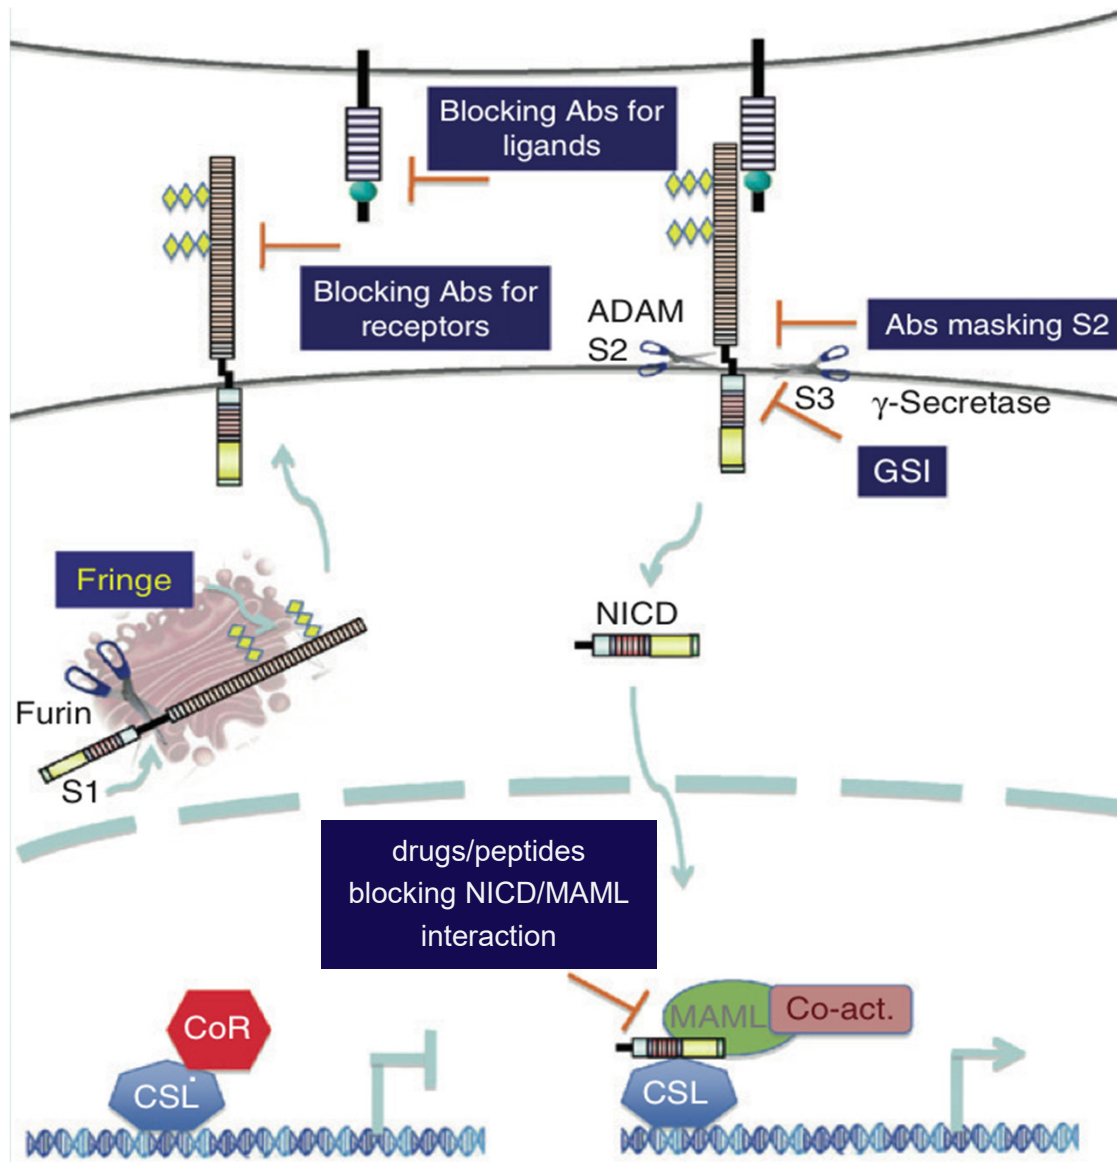 Blocking Abs for
ligands
Blocking Abs for
receptors
ADAM
S2
Abs masking S2
S3
γ-Secretase
GSI
Fringe
NICD
Furin
S1
drugs/peptides
blocking NICD/MAML
interaction
CoR
MAML
Co-act.
CSL
CSL